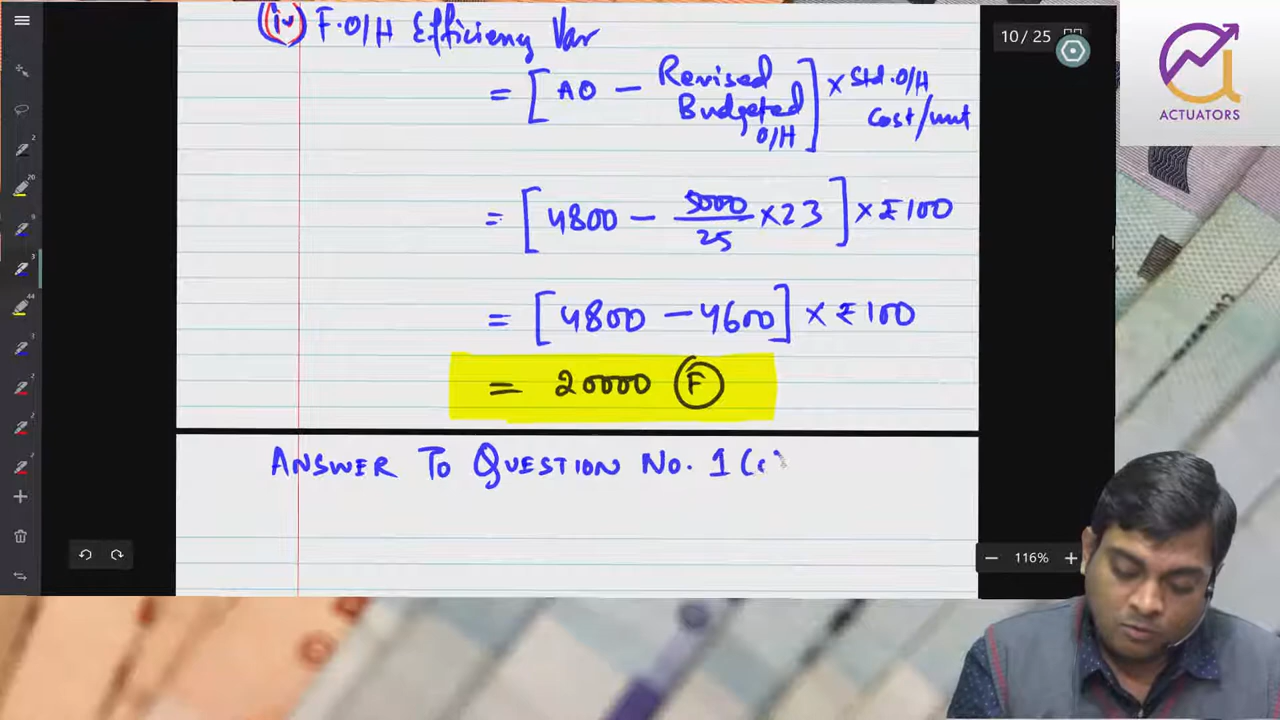 (iv) F.O/H Efficiency Var
10 / 25
= [AO − Revised Budgeted O/H] × Std. O/H Cost/unit
= [4800 − 5000/25 × 23] × ₹100
= [4800 − 4600] × ₹100
= 20000 (F)
ANSWER TO QUESTION NO. 1 (c)
ACTUATORS
116%